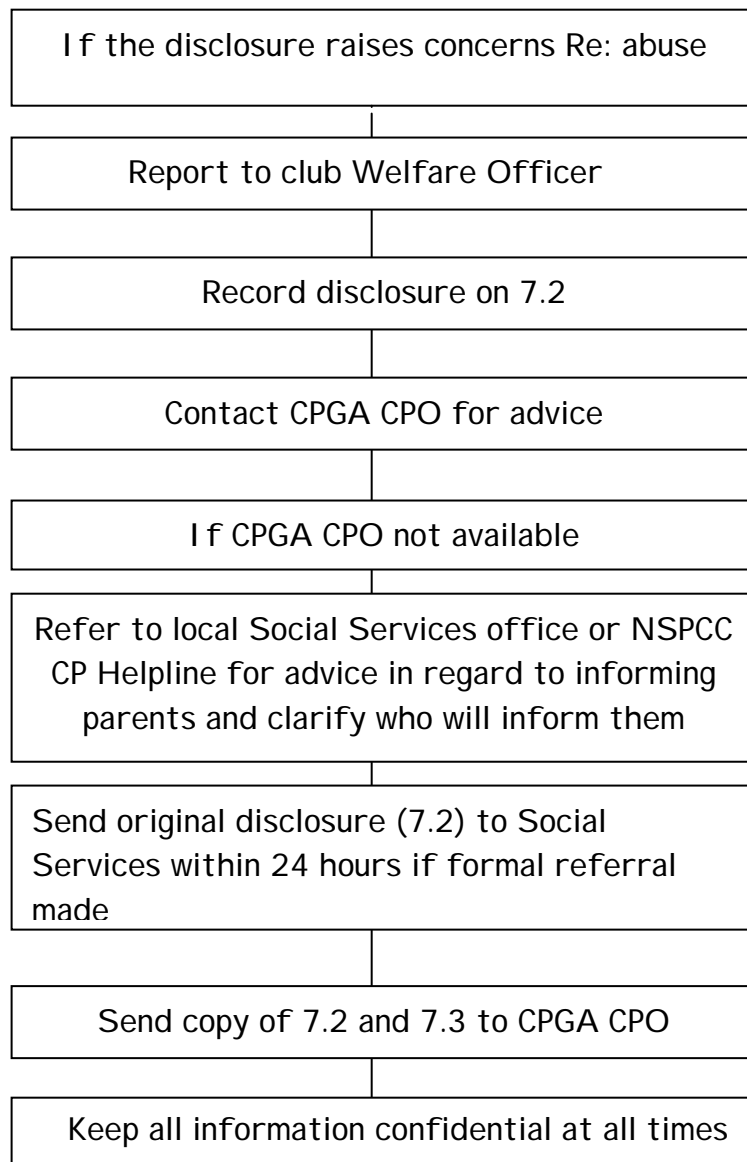 If the disclosure raises concerns Re: abuse
Report to club Welfare Officer
Record disclosure on 7.2
Contact CPGA CPO for advice
If CPGA CPO not available
Refer to local Social Services office or NSPCC
CP Helpline for advice in regard to informing
parents and clarify who will inform them
Send original disclosure (7.2) to Social
Services within 24 hours if formal referral
made
Send copy of 7.2 and 7.3 to CPGA CPO
Keep all information confidential at all times